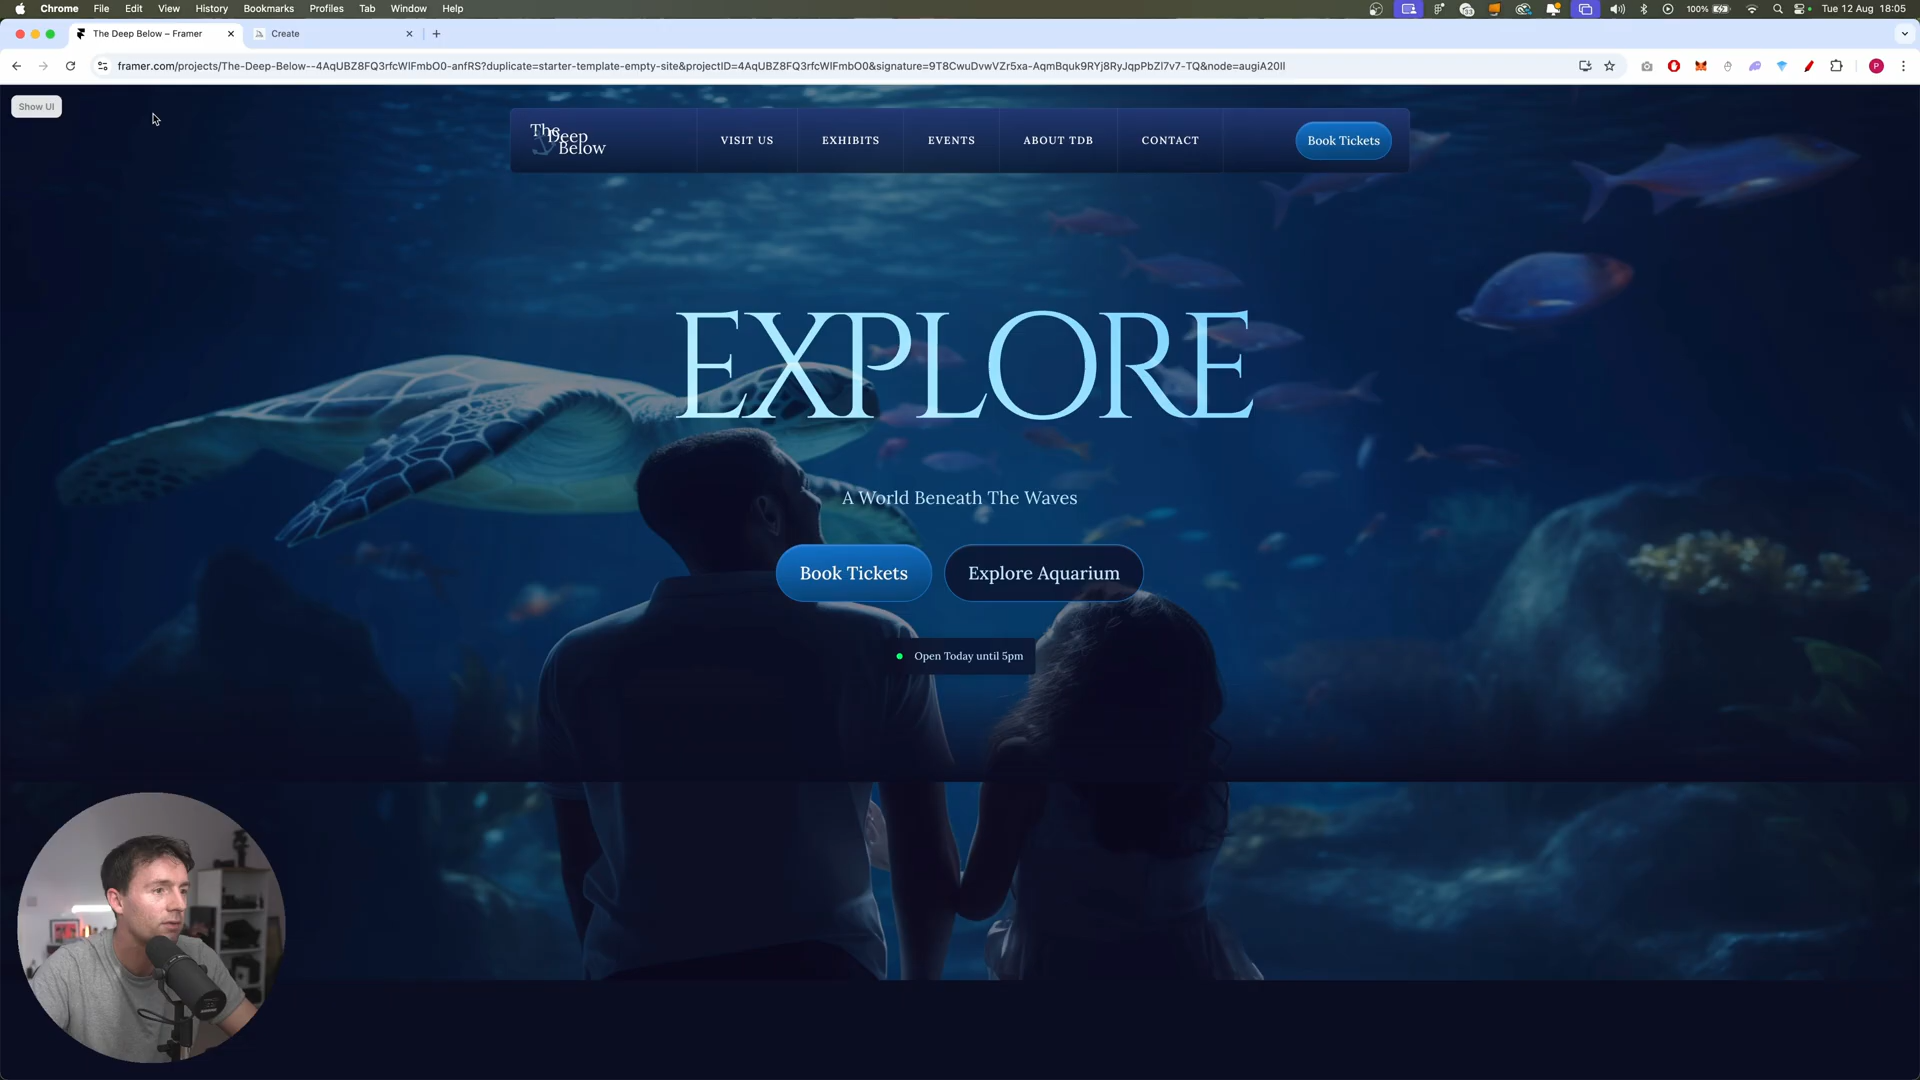 Chrome File Edit View History Bookmarks Profiles Tab Window Help
100% Tue 12 Aug 18:05
The Deep Below – Framer
Create
framer.com/projects/The-Deep-Below--4AqUBZ8FQ3rfcWIFmbO0-anfRS?duplicate=starter-template-empty-site&projectID=4AqUBZ8FQ3rfcWIFmbO0&signature=9T8CwuDvwVZr5xa-AqmBquk9RYj8RyJqpPbZl7v7-TQ&node=augiA20Il
P
Show UI
The
Deep
Below
VISIT US EXHIBITS EVENTS ABOUT TDB CONTACT
Book Tickets
EXPLORE
A World Beneath The Waves
Book Tickets
Explore Aquarium
Open Today until 5pm